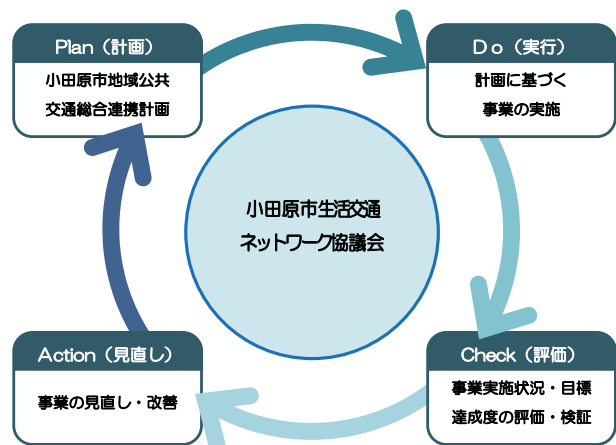 Plan（計画）
小田原市地域公共
交通総合連携計画
Ｄｏ（実行）
計画に基づく
事業の実施
小田原市生活交通
ネットワーク協議会
Action（見直し）
事業の見直し・改善
Check（評価）
事業実施状況・目標
達成度の評価・検証